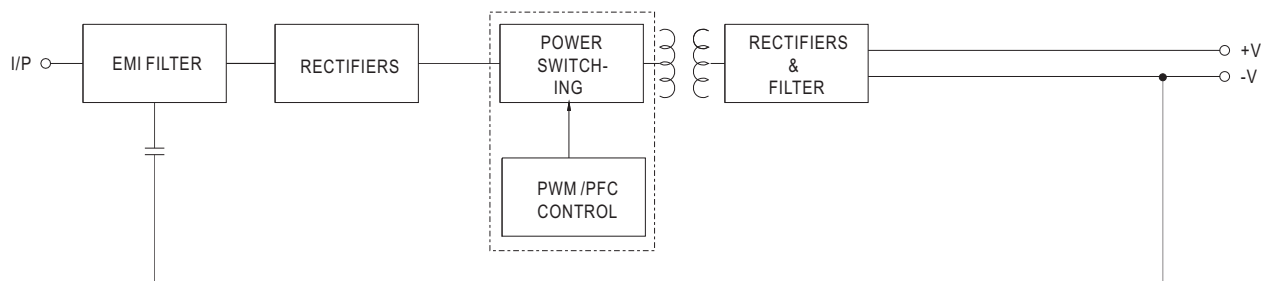 I/P
EMI FILTER
RECTIFIERS
POWER
SWITCH-
ING
PWM /PFC
CONTROL
RECTIFIERS
&
FILTER
+V
-V